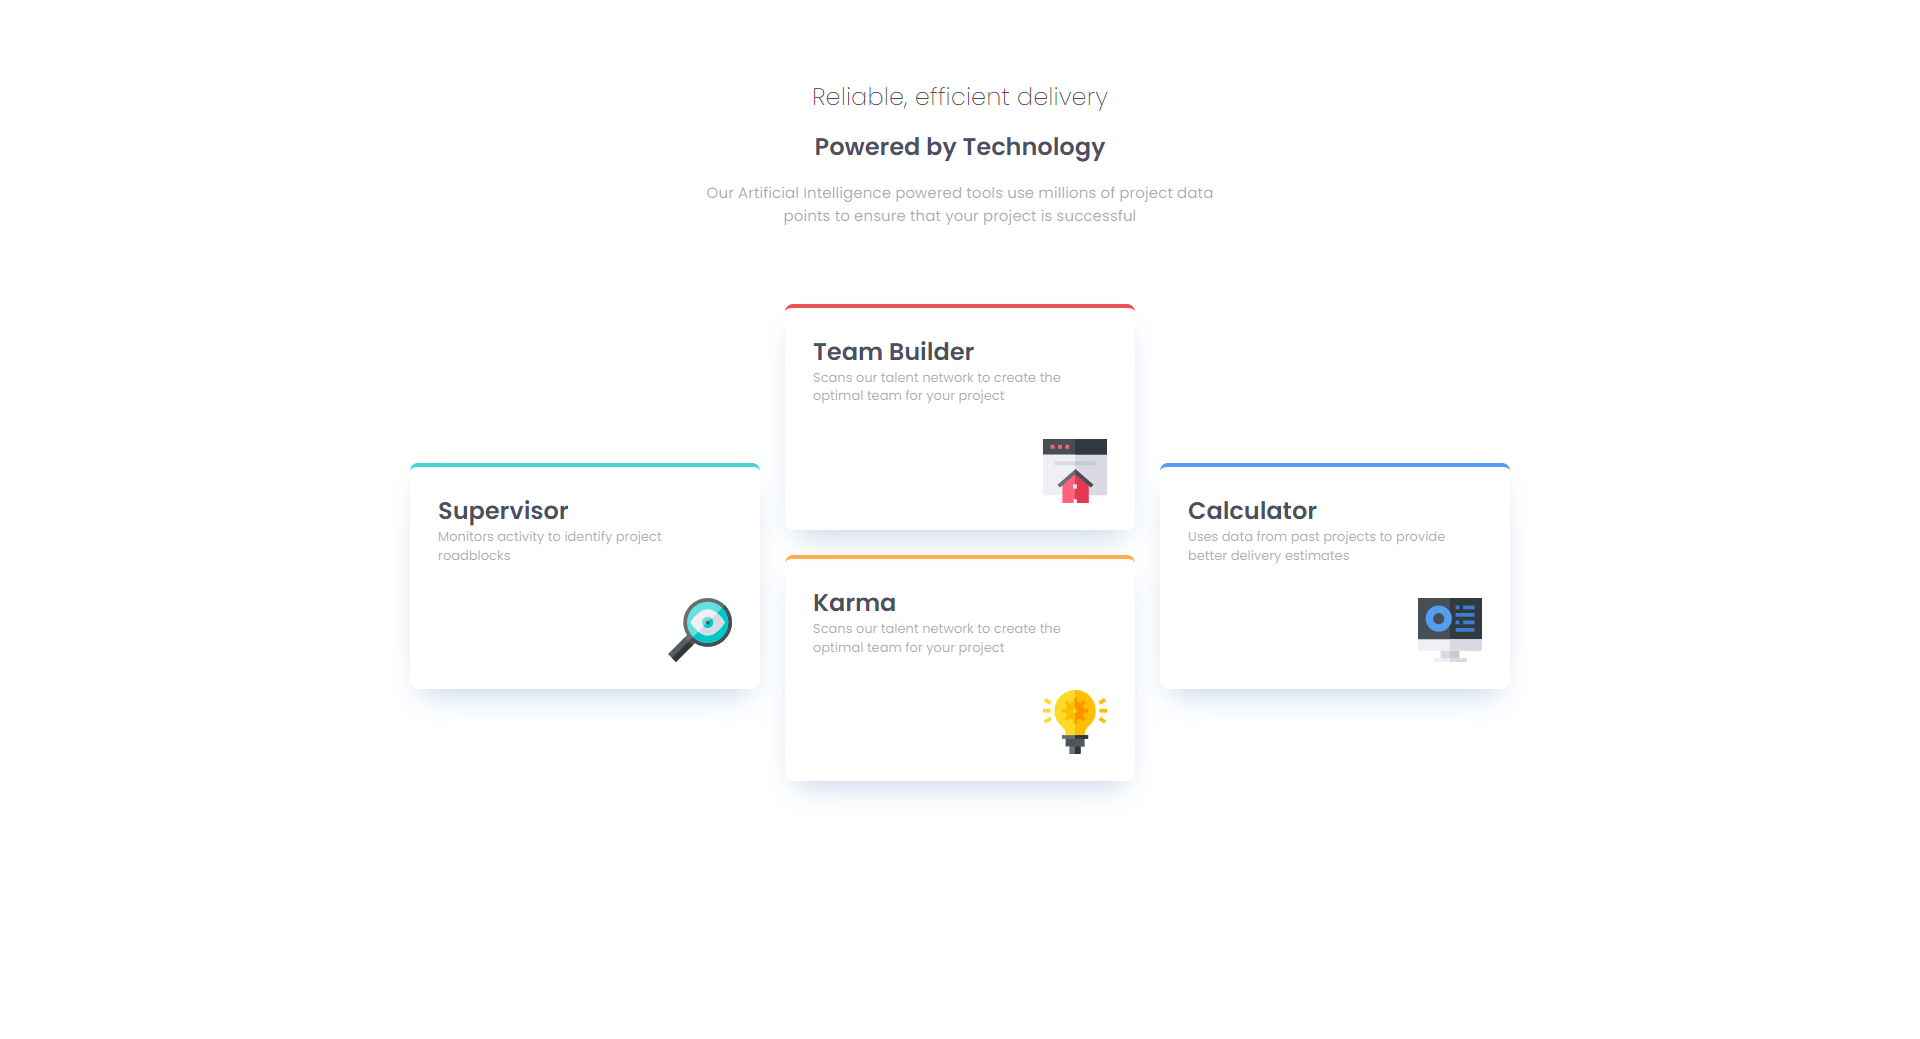 Reliable, efficient delivery
Powered by Technology
Our Artificial Intelligence powered tools use millions of project data
points to ensure that your project is successful
Team Builder
Scans our talent network to create the
optimal team for your project
Supervisor
Monitors activity to identify project
roadblocks
Karma
Scans our talent network to create the
optimal team for your project
Calculator
Uses data from past projects to provide
better delivery estimates